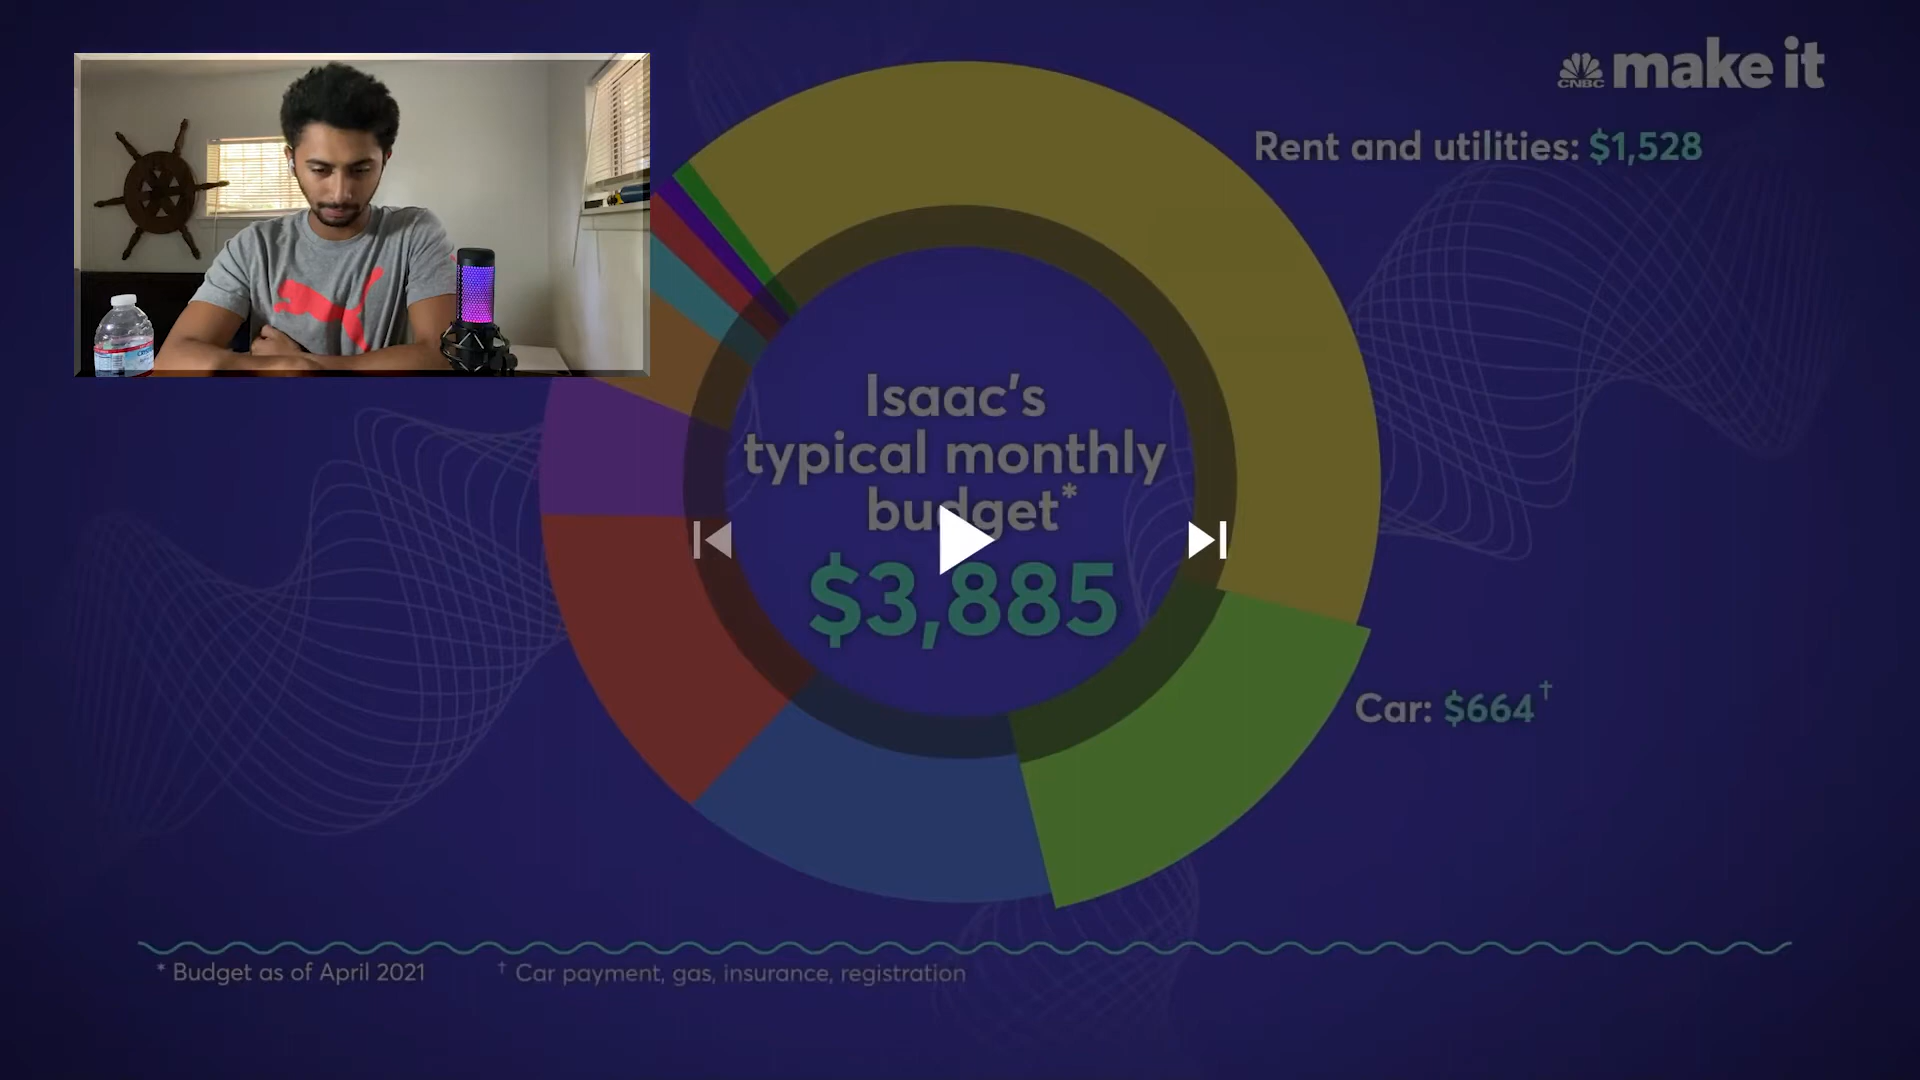 CNBC make it
Rent and utilities: $1,528
Isaac's
typical monthly
budget*
$3,885
Car: $664†
* Budget as of April 2021
† Car payment, gas, insurance, registration